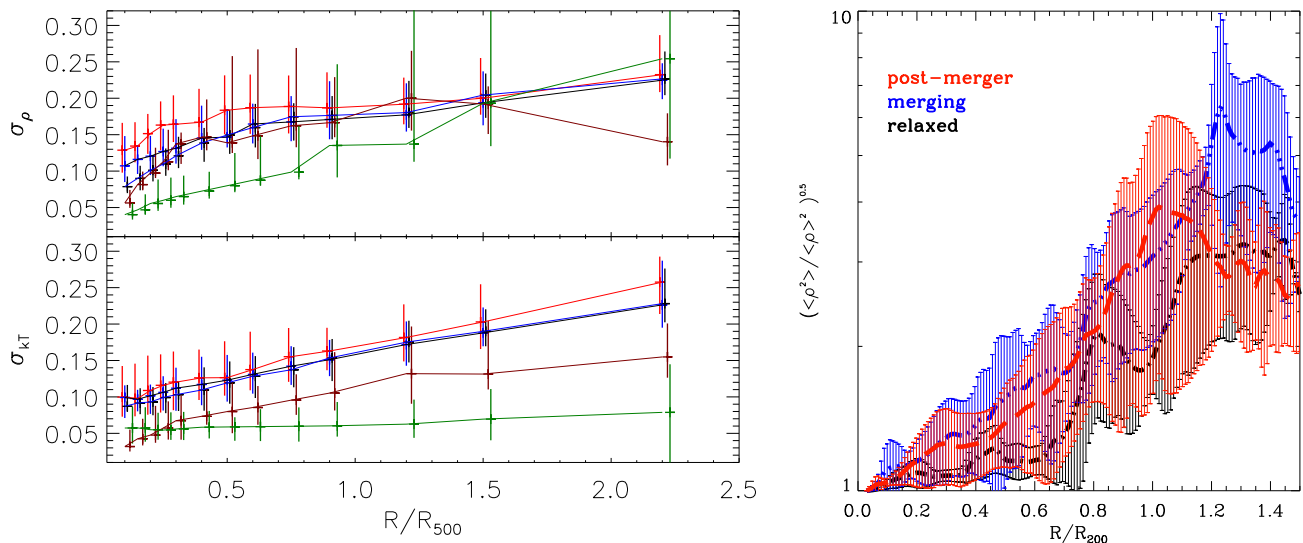 0.30
0.25
0.20
0.15
0.10
0.05
σρ
0.30
0.25
0.20
0.15
0.10
0.05
σkT
0.5 1.0 1.5 2.0 2.5
R/R500
10
1
(<ρ²>/<ρ>²)^0.5
post-merger
merging
relaxed
0.0 0.2 0.4 0.6 0.8 1.0 1.2 1.4
R/R200